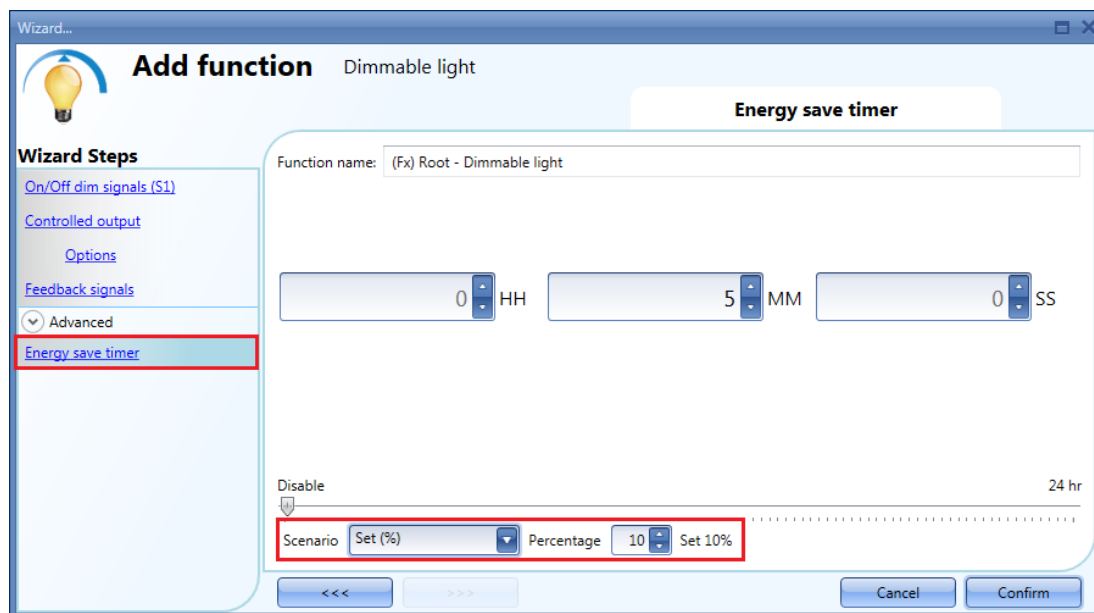 Wizard...
Add function Dimmable light
Energy save timer
Wizard Steps
On/Off dim signals (S1)
Controlled output
Options
Feedback signals
Advanced
Energy save timer
Function name: (Fx) Root - Dimmable light
0 HH 5 MM 0 SS
Disable 24 hr
Scenario Set (%) Percentage 10 Set 10%
<<< >>> Cancel Confirm